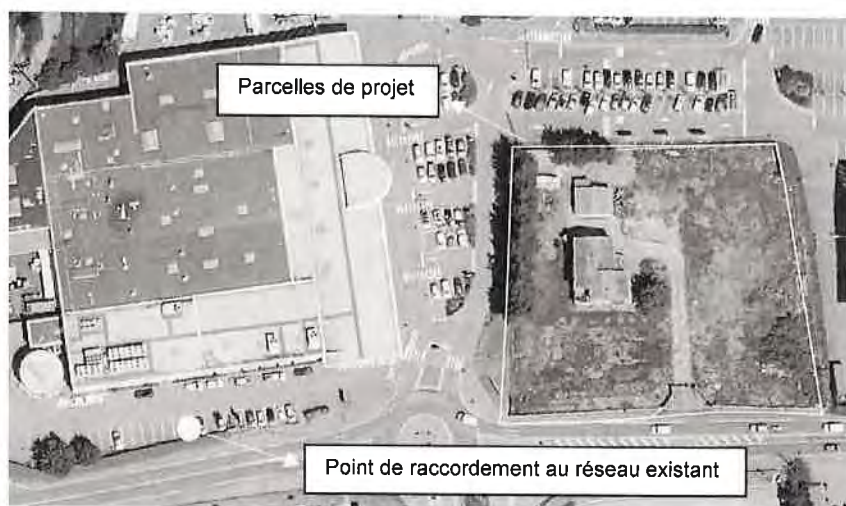 Parcelles de projet
Point de raccordement au réseau existant